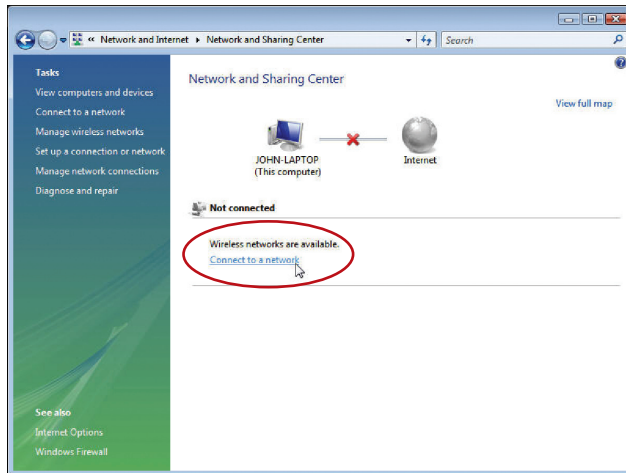 « Network and Internet ▸ Network and Sharing Center
Search
Tasks
View computers and devices
Connect to a network
Manage wireless networks
Set up a connection or network
Manage network connections
Diagnose and repair
See also
Internet Options
Windows Firewall
Network and Sharing Center
View full map
JOHN-LAPTOP
(This computer)
Internet
Not connected
Wireless networks are available.
Connect to a network